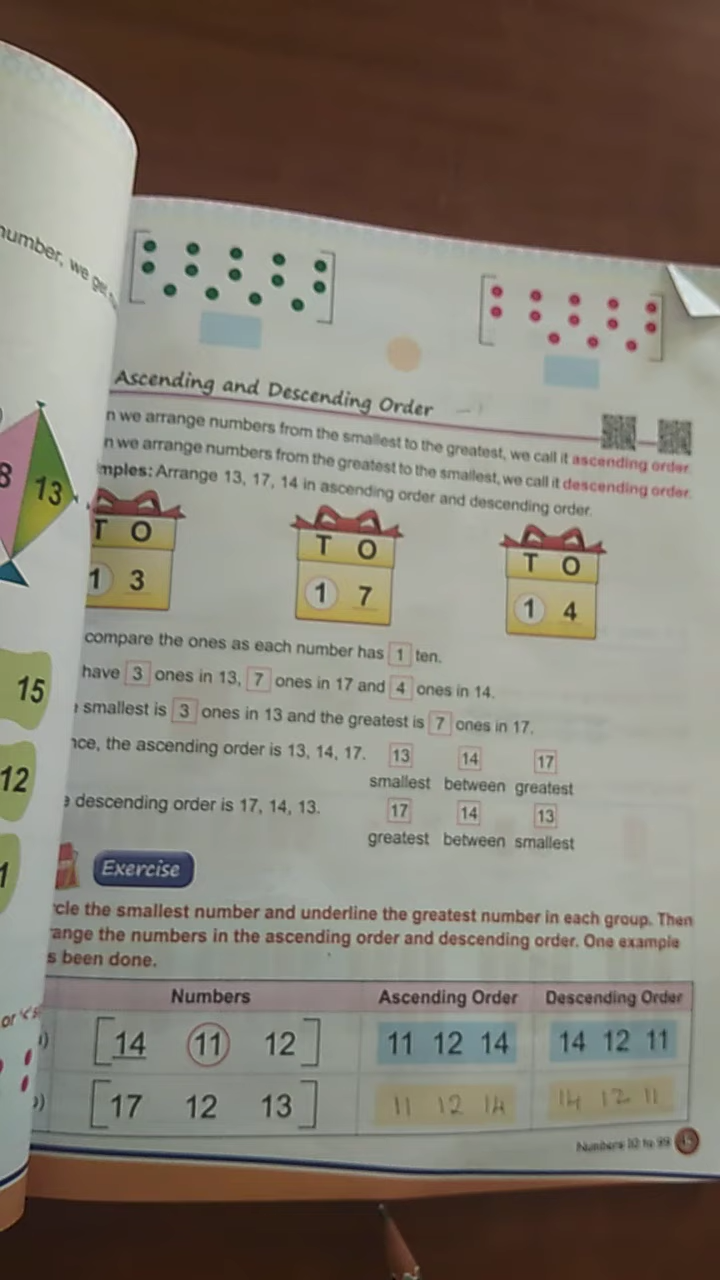 number, we get
8
13
15
12
1
Ascending and Descending Order
n we arrange numbers from the smallest to the greatest, we call it ascending order.
n we arrange numbers from the greatest to the smallest, we call it descending order.
mples: Arrange 13, 17, 14 in ascending order and descending order.
T O T O T O
1 3 1 7 1 4
compare the ones as each number has 1 ten.
have 3 ones in 13, 7 ones in 17 and 4 ones in 14.
smallest is 3 ones in 13 and the greatest is 7 ones in 17.
nce, the ascending order is 13, 14, 17. 13 14 17
smallest between greatest
descending order is 17, 14, 13. 17 14 13
greatest between smallest
Exercise
rcle the smallest number and underline the greatest number in each group. Then
range the numbers in the ascending order and descending order. One example
s been done.
Numbers Ascending Order Descending Order
[14 11 12] 11 12 14 14 12 11
[17 12 13] 11 12 14 14 12 11
Numbers 10 to 99